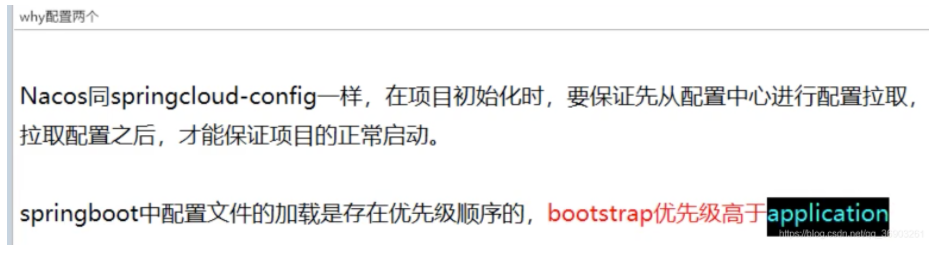 why配置两个
Nacos同springcloud-config一样，在项目初始化时，要保证先从配置中心进行配置拉取，
拉取配置之后，才能保证项目的正常启动。
springboot中配置文件的加载是存在优先级顺序的，bootstrap优先级高于application